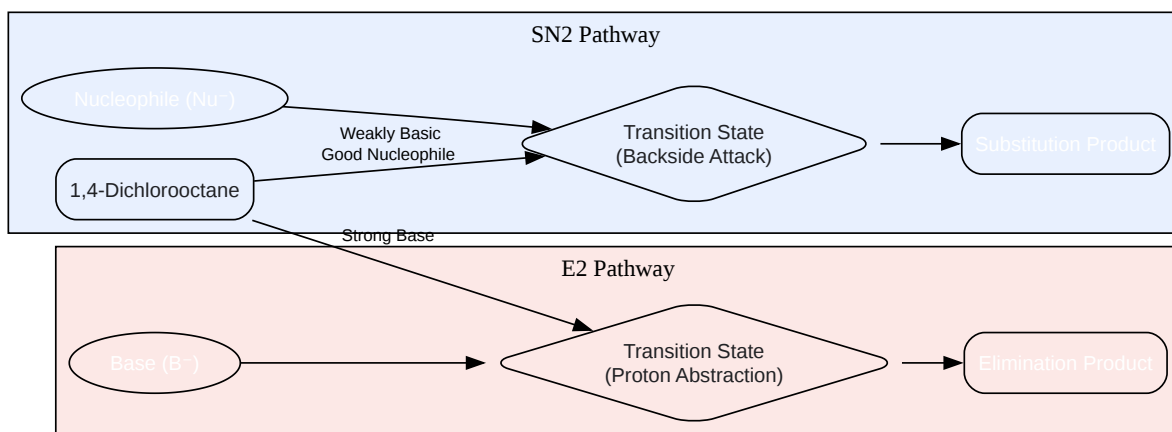 SN2 Pathway
Nucleophile (Nu⁻)
Weakly Basic
Good Nucleophile
Transition State
(Backside Attack)
Substitution Product
1,4-Dichlorooctane
Strong Base
E2 Pathway
Base (B⁻)
Transition State
(Proton Abstraction)
Elimination Product